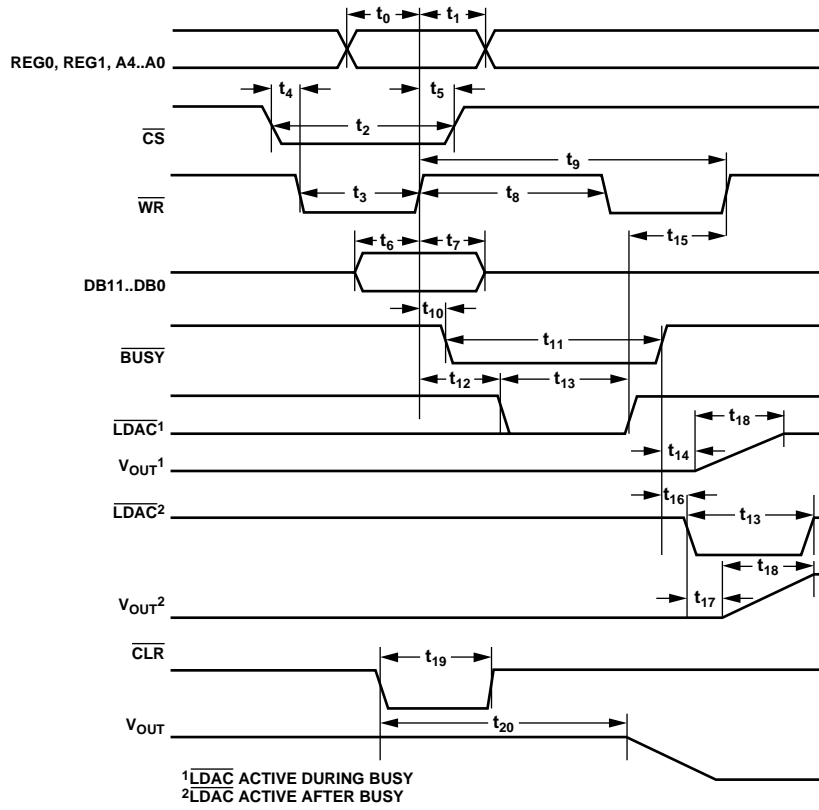 t0 t1
REG0, REG1, A4..A0
t4 t5
t2
CS
t9
t3 t8
WR
t15
t6 t7
DB11..DB0
t10
t11
BUSY
t12 t13
t18
LDAC1
t14
VOUT1
t16
t13
LDAC2
t18
t17
VOUT2
CLR
t19
t20
VOUT
1LDAC ACTIVE DURING BUSY
2LDAC ACTIVE AFTER BUSY